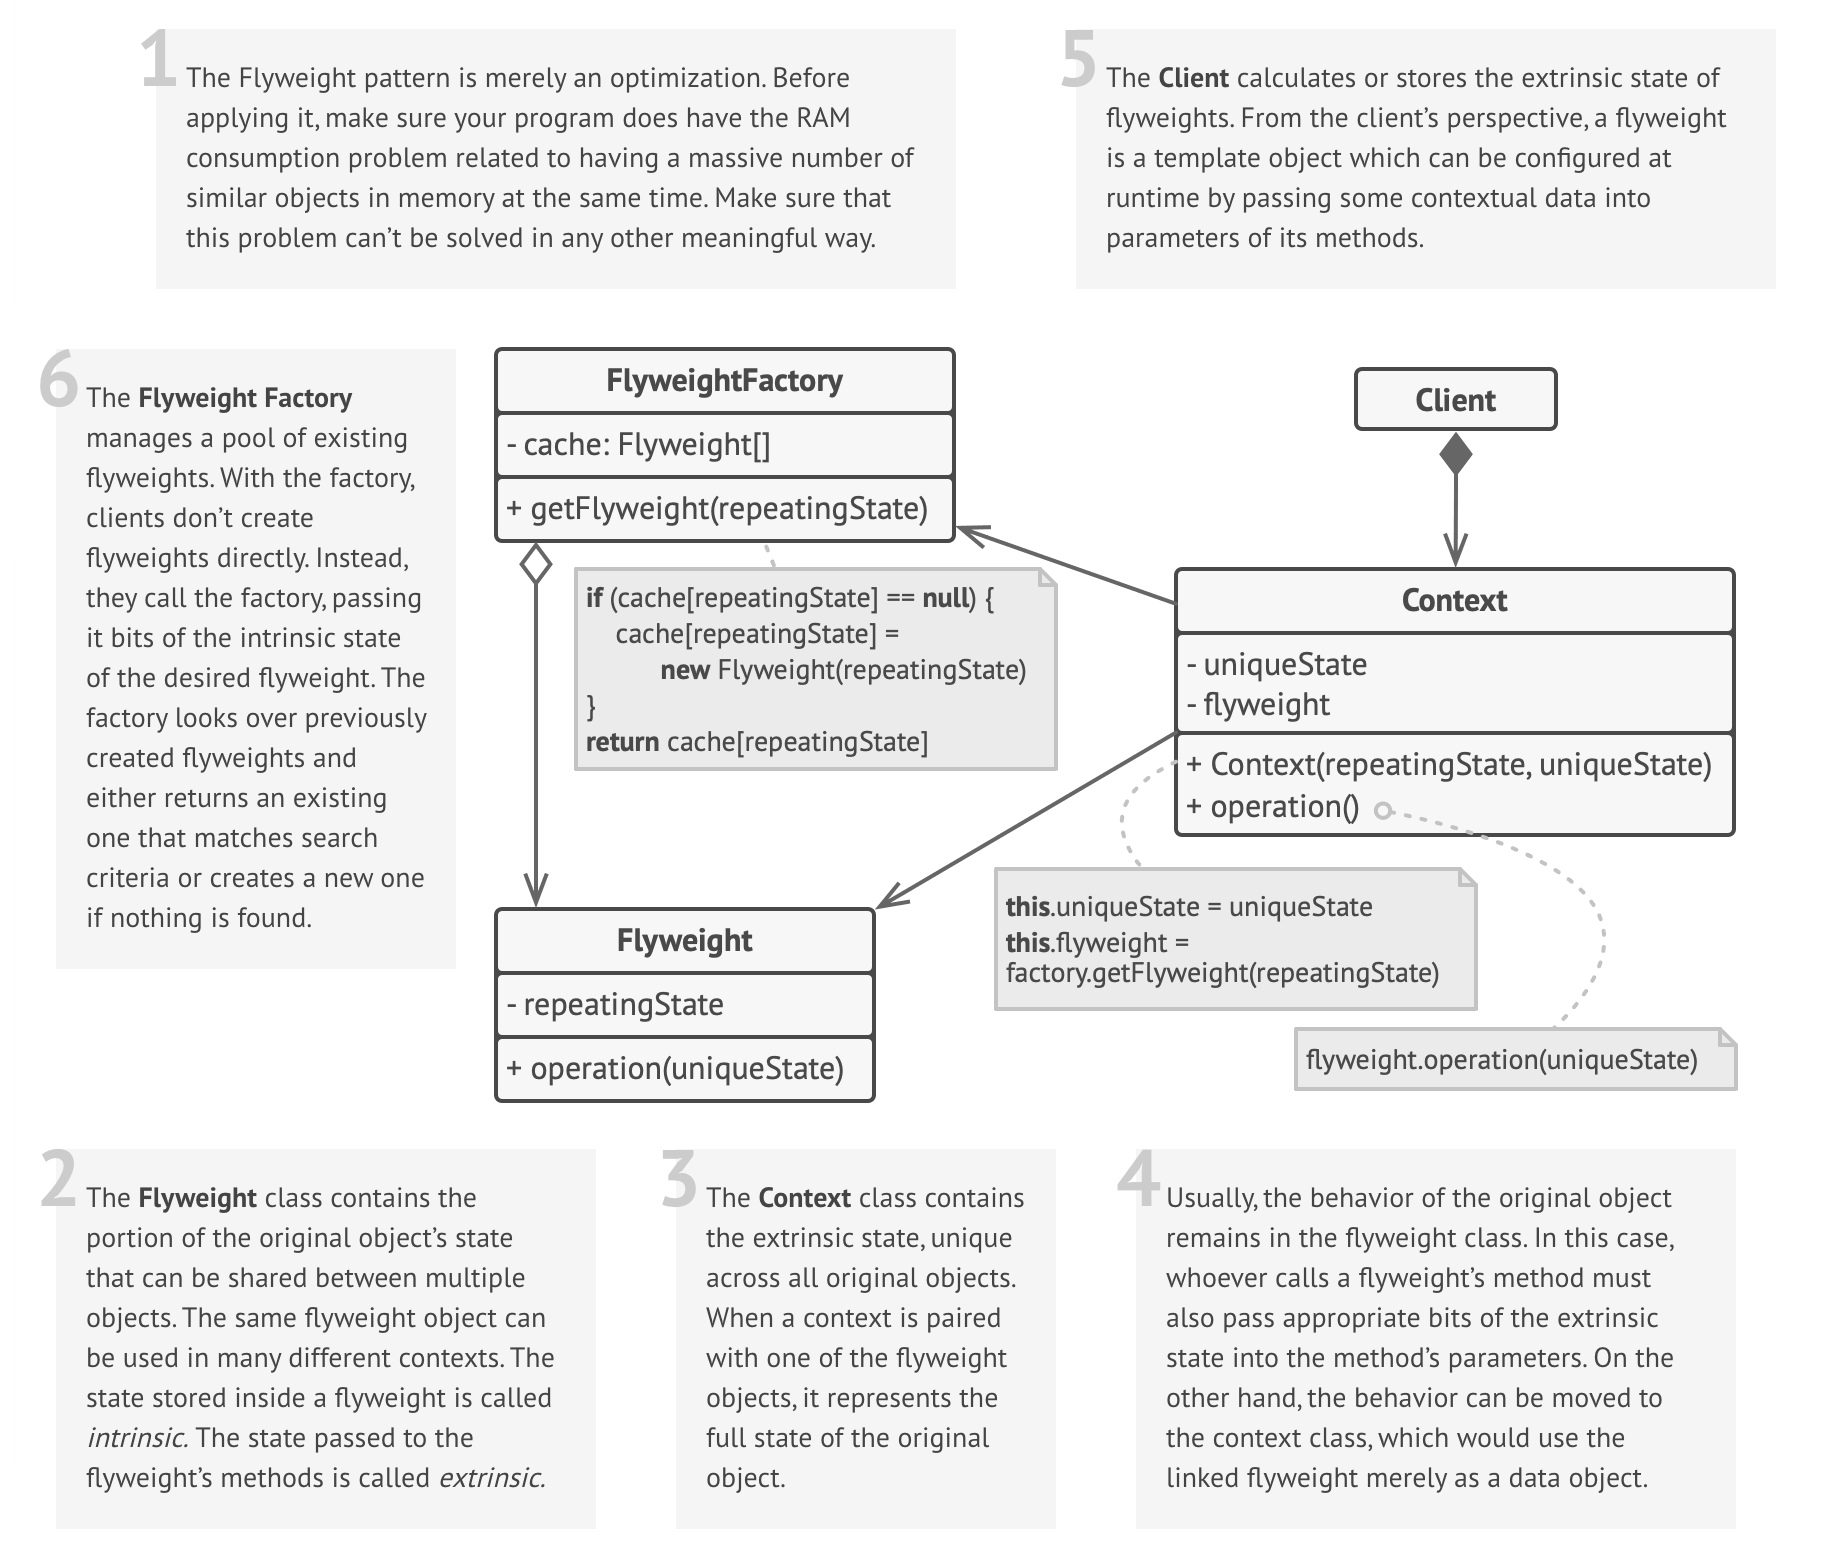 1
The Flyweight pattern is merely an optimization. Before
applying it, make sure your program does have the RAM
consumption problem related to having a massive number of
similar objects in memory at the same time. Make sure that
this problem can’t be solved in any other meaningful way.
5
The Client calculates or stores the extrinsic state of
flyweights. From the client’s perspective, a flyweight
is a template object which can be configured at
runtime by passing some contextual data into
parameters of its methods.
6
The Flyweight Factory
manages a pool of existing
flyweights. With the factory,
clients don’t create
flyweights directly. Instead,
they call the factory, passing
it bits of the intrinsic state
of the desired flyweight. The
factory looks over previously
created flyweights and
either returns an existing
one that matches search
criteria or creates a new one
if nothing is found.
FlyweightFactory
- cache: Flyweight[]
+ getFlyweight(repeatingState)
if (cache[repeatingState] == null) {
cache[repeatingState] =
new Flyweight(repeatingState)
}
return cache[repeatingState]
Client
Context
- uniqueState
- flyweight
+ Context(repeatingState, uniqueState)
+ operation()
this.uniqueState = uniqueState
this.flyweight =
factory.getFlyweight(repeatingState)
flyweight.operation(uniqueState)
Flyweight
- repeatingState
+ operation(uniqueState)
2
The Flyweight class contains the
portion of the original object’s state
that can be shared between multiple
objects. The same flyweight object can
be used in many different contexts. The
state stored inside a flyweight is called
intrinsic. The state passed to the
flyweight’s methods is called extrinsic.
3
The Context class contains
the extrinsic state, unique
across all original objects.
When a context is paired
with one of the flyweight
objects, it represents the
full state of the original
object.
4
Usually, the behavior of the original object
remains in the flyweight class. In this case,
whoever calls a flyweight’s method must
also pass appropriate bits of the extrinsic
state into the method’s parameters. On the
other hand, the behavior can be moved to
the context class, which would use the
linked flyweight merely as a data object.